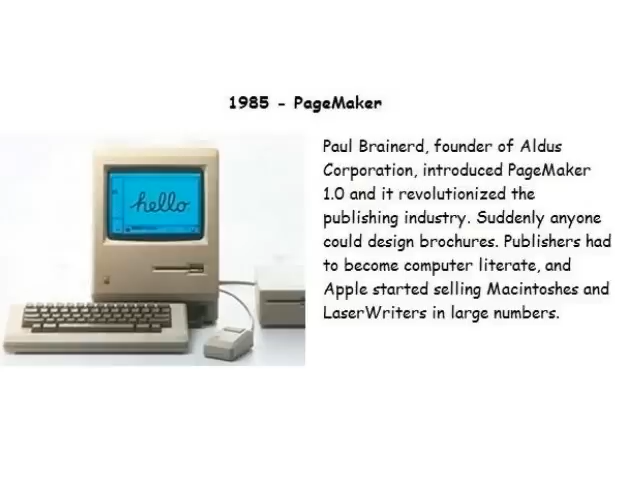 1985 - PageMaker
hello
Paul Brainerd, founder of Aldus
Corporation, introduced PageMaker
1.0 and it revolutionized the
publishing industry. Suddenly anyone
could design brochures. Publishers had
to become computer literate, and
Apple started selling Macintoshes and
LaserWriters in large numbers.